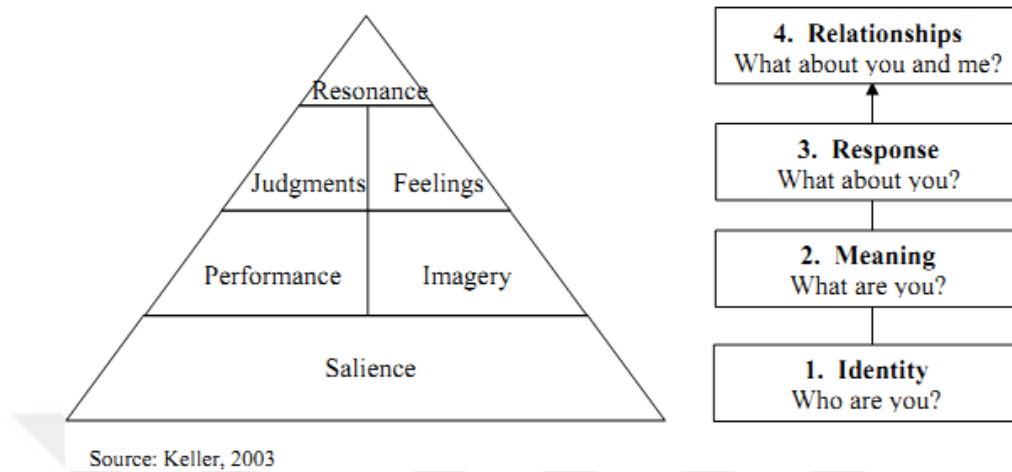 Resonance
Judgments
Feelings
Performance
Imagery
Salience
4. Relationships
What about you and me?
3. Response
What about you?
2. Meaning
What are you?
1. Identity
Who are you?
Source: Keller, 2003